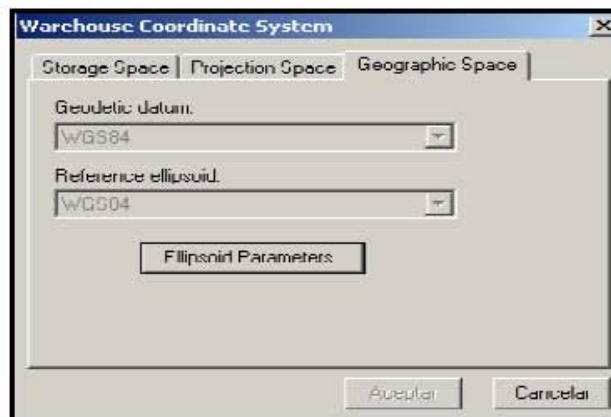 Warehouse Coordinate System
Storage Space Projection Space Geographic Space
Geodetic datum:
WGS84
Reference ellipsoid:
WGS84
Ellipsoid Parameters
Aceptar Cancelar